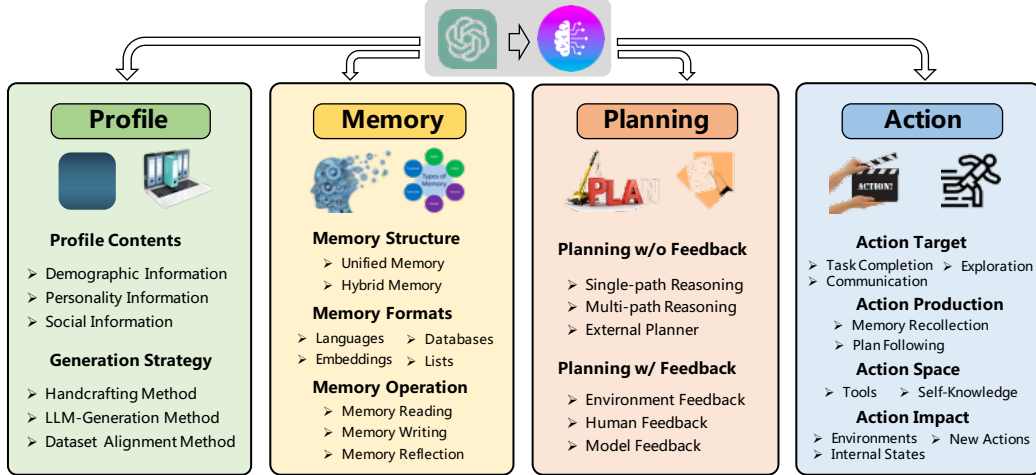 Profile
Profile Contents
Demographic Information
Personality Information
Social Information
Generation Strategy
Handcrafting Method
LLM-Generation Method
Dataset Alignment Method
Memory
Types of
Memory
Memory Structure
Unified Memory
Hybrid Memory
Memory Formats
Languages
Databases
Embeddings
Lists
Memory Operation
Memory Reading
Memory Writing
Memory Reflection
Planning
PLAN
Planning w/o Feedback
Single-path Reasoning
Multi-path Reasoning
External Planner
Planning w/ Feedback
Environment Feedback
Human Feedback
Model Feedback
Action
ACTION!
Action Target
Task Completion
Exploration
Communication
Action Production
Memory Recollection
Plan Following
Action Space
Tools
Self-Knowledge
Action Impact
Environments
New Actions
Internal States